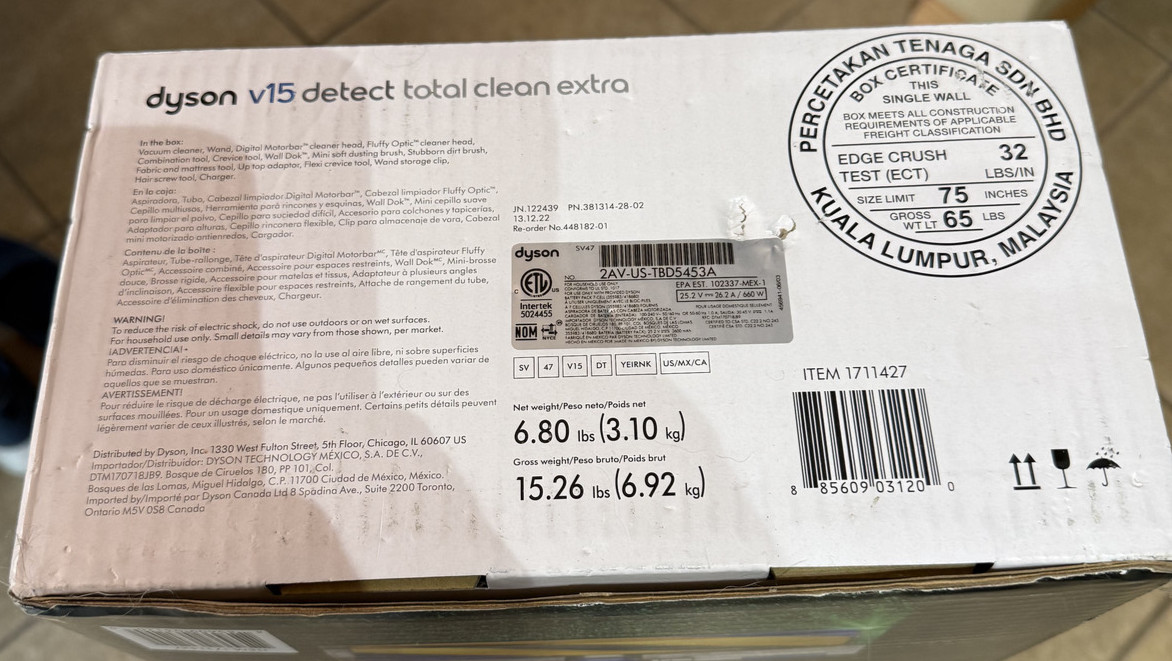 dyson v15 detect total clean extra
In the box:
Vacuum cleaner, Wand, Digital Motorbar™ cleaner head, Fluffy Optic™ cleaner head,
Combination tool, Crevice tool, Wall Dok™, Mini soft dusting brush, Stubborn dirt brush,
Fabric and mattress tool, Up top adaptor, Flexi crevice tool, Wand storage clip,
Hair screw tool, Charger.
En la caja:
Aspiradora, Tubo, Cabezal limpiador Digital Motorbar™, Cabezal limpiador Fluffy Optic™,
Cepillo multiusos, Herramienta para rincones y esquinas, Wall Dok™, Mini cepillo suave
para limpiar el polvo, Cepillo para suciedad difícil, Accesorio para colchones y tapicerías,
Adaptador para alturas, Cepillo rinconera flexible, Clip para almacenaje de vara, Cabezal
mini motorizado antienredos, Cargador.
Contenu de la boîte :
Aspirateur, Tube-rallonge, Tête d'aspirateur Digital Motorbar ᴹᶜ, Tête d'aspirateur Fluffy
Optic ᴹᶜ, Accessoire combiné, Accessoire pour espaces restreints, Wall Dok ᴹᶜ, Mini-brosse
douce, Brosse rigide, Accessoire pour matelas et tissus, Adaptateur à plusieurs angles
d'inclinaison, Accessoire flexible pour espaces restreints, Attache de rangement du tube,
Accessoire d'élimination des cheveux, Chargeur.
WARNING!
To reduce the risk of electric shock, do not use outdoors or on wet surfaces.
For household use only. Small details may vary from those shown, per market.
¡ADVERTENCIA!
Para disminuir el riesgo de choque eléctrico, no la use al aire libre, ni sobre superficies
húmedas. Para uso doméstico únicamente. Algunos pequeños detalles pueden variar de
aquellos que se muestran.
AVERTISSEMENT!
Pour réduire le risque de décharge électrique, ne pas l'utiliser à l'extérieur ou sur des
surfaces mouillées. Pour un usage domestique uniquement. Certains petits détails peuvent
légèrement varier de ceux illustrés, selon le marché.
Distributed by Dyson, Inc. 1330 West Fulton Street, 5th Floor, Chicago, IL 60607 US
Importador/Distribuidor: DYSON TECHNOLOGY MÉXICO, S.A. DE C.V.,
DTM170718JB9. Bosque de Ciruelos 180, PP 101, Col.
Bosques de las Lomas, Miguel Hidalgo, C.P. 11700 Ciudad de México, México.
Imported by/Importé par Dyson Canada Ltd 8 Spadina Ave., Suite 2200 Toronto,
Ontario M5V 0S8 Canada
JN.122439 PN.381314-28-02
13.12.22
Re-order No.448182-01
dyson SV47
NO. 2AV-US-TBD5453A
EPA EST. 102337-MEX-1
25.2 V 26.2 A / 660 W
C ETL US
Intertek
5024455
NOM NYCE
SV 47 V15 DT YEIRNK US/MX/CA
Net weight/Peso neto/Poids net
6.80 lbs (3.10 kg)
Gross weight/Peso bruto/Poids brut
15.26 lbs (6.92 kg)
PERCETAKAN TENAGA SDN BHD
BOX CERTIFICATE
THIS
SINGLE WALL
BOX MEETS ALL CONSTRUCTION
REQUIREMENTS OF APPLICABLE
FREIGHT CLASSIFICATION
EDGE CRUSH TEST (ECT) 32 LBS/IN
SIZE LIMIT 75 INCHES
GROSS WT LT 65 LBS
KUALA LUMPUR, MALAYSIA
ITEM 1711427
8 85609 03120 0